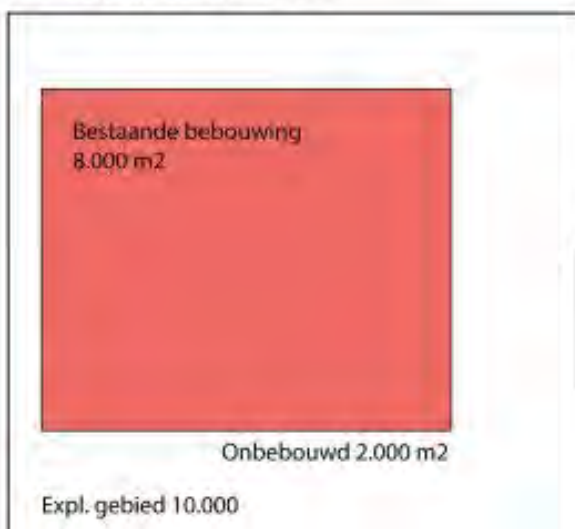 Bestaande bebouwing
8.000 m2
Onbebouwd 2.000 m2
Expl. gebied 10.000